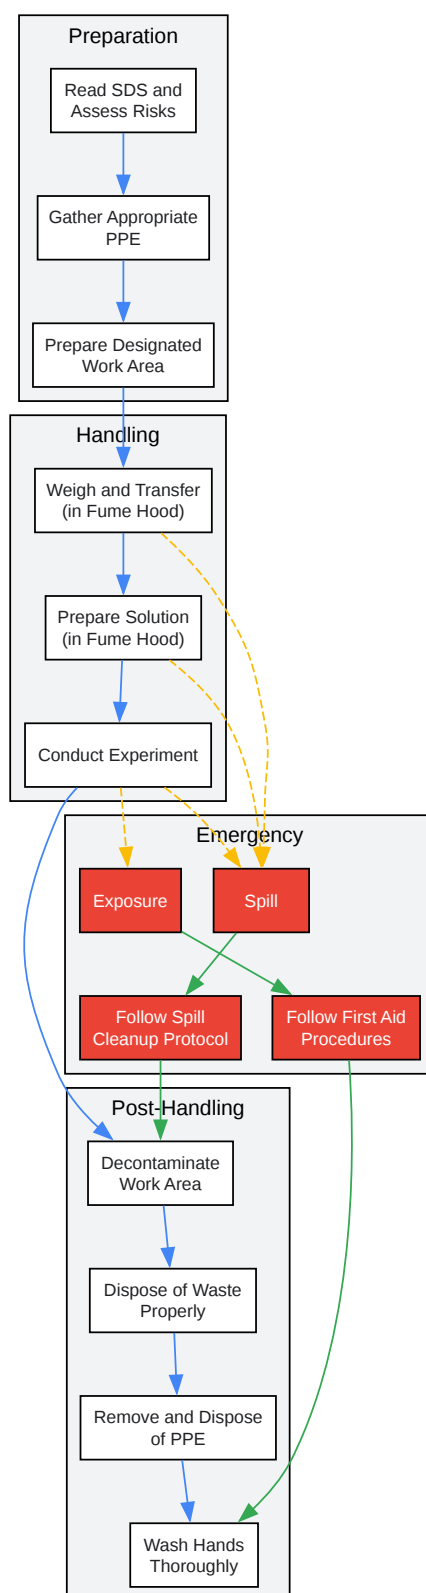 Preparation
Read SDS and
Assess Risks
Gather Appropriate
PPE
Prepare Designated
Work Area
Handling
Weigh and Transfer
(in Fume Hood)
Prepare Solution
(in Fume Hood)
Conduct Experiment
Emergency
Exposure
Spill
Follow Spill
Cleanup Protocol
Follow First Aid
Procedures
Post-Handling
Decontaminate
Work Area
Dispose of Waste
Properly
Remove and Dispose
of PPE
Wash Hands
Thoroughly